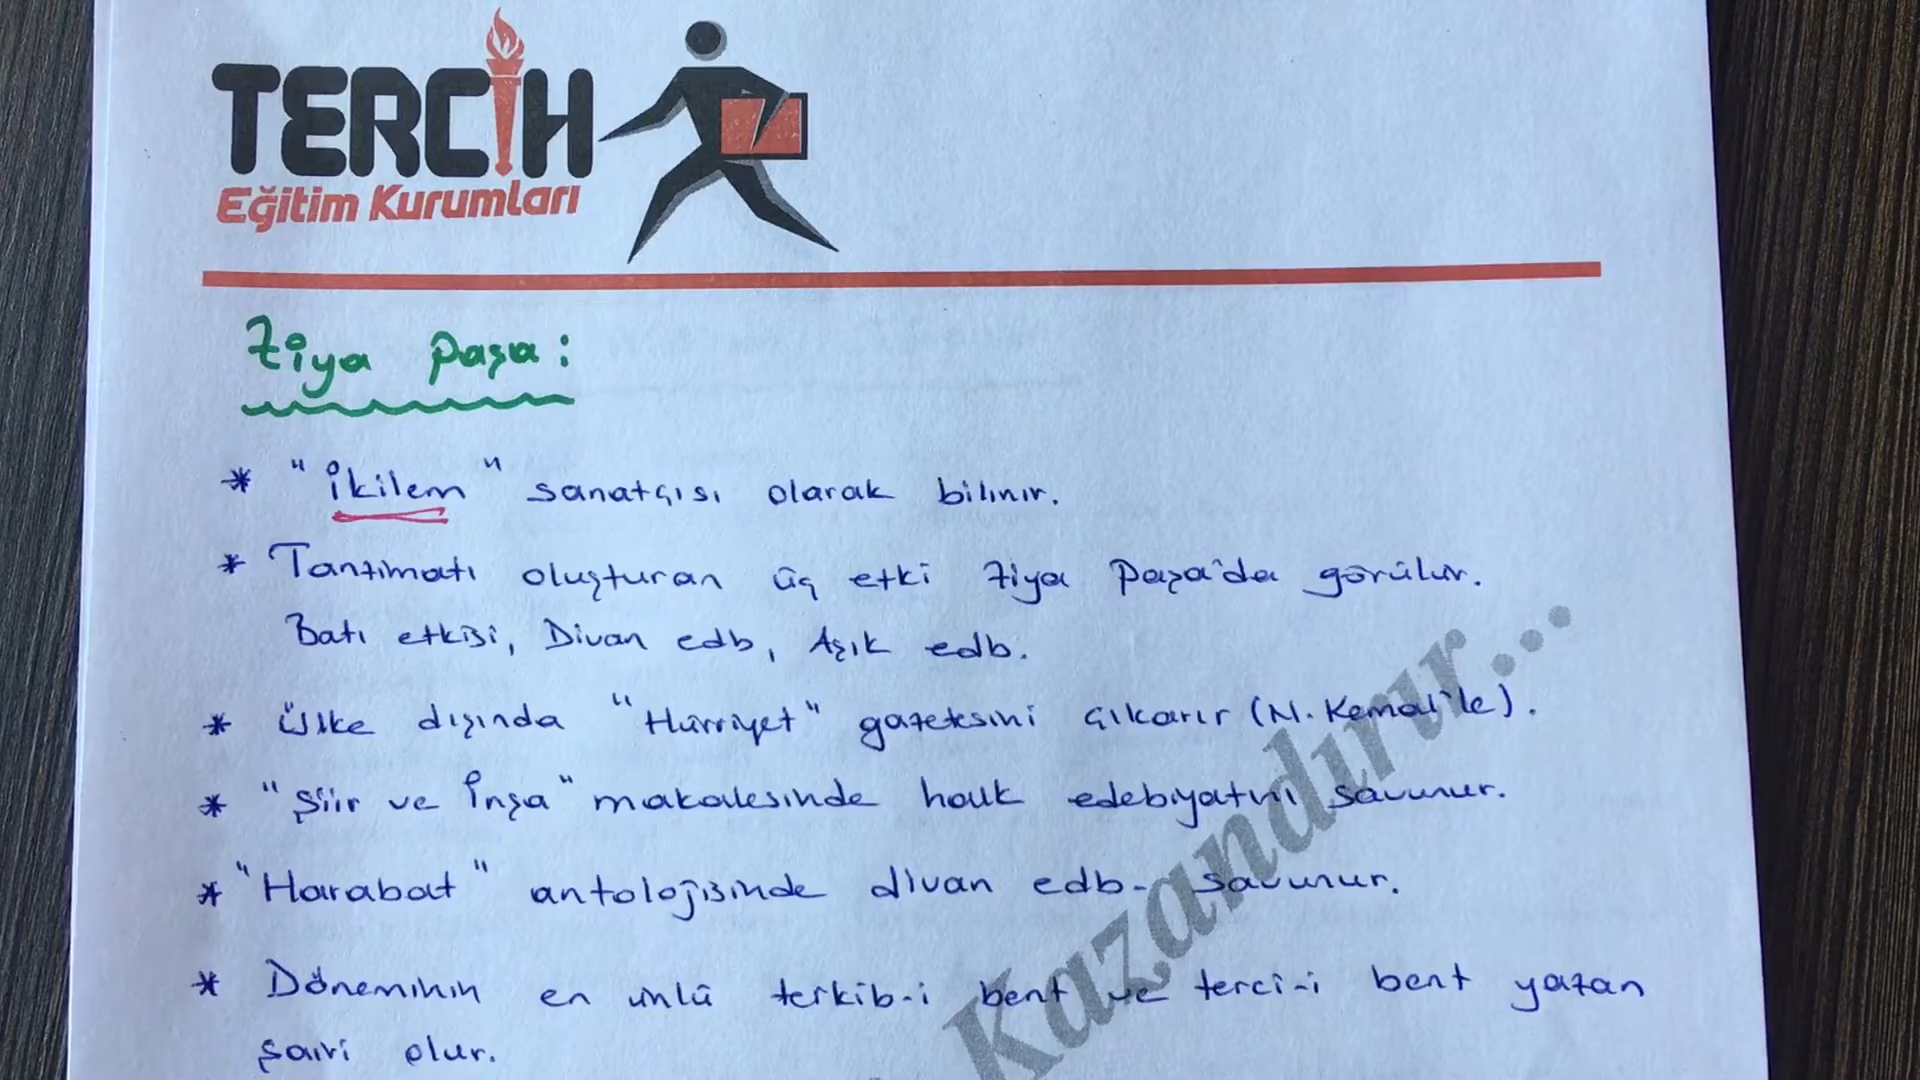 TERCİH
Eğitim Kurumları
Ziya Paşa:
* "İkilem" sanatçısı olarak bilinir.
* Tanzimatı oluşturan üç etki Ziya Paşa'da görülür.
Batı etkisi, Divan edb, Aşık edb.
* Ülke dışında "Hürriyet" gazetesini çıkarır (N. Kemal'le).
* "Şiir ve İnşa" makalesinde halk edebiyatını savunur.
* "Harabat" antolojisinde divan edb. savunur.
* Döneminin en ünlü terkib-i bent ve terci-i bent yazan
şairi olur.
Kazandırır...